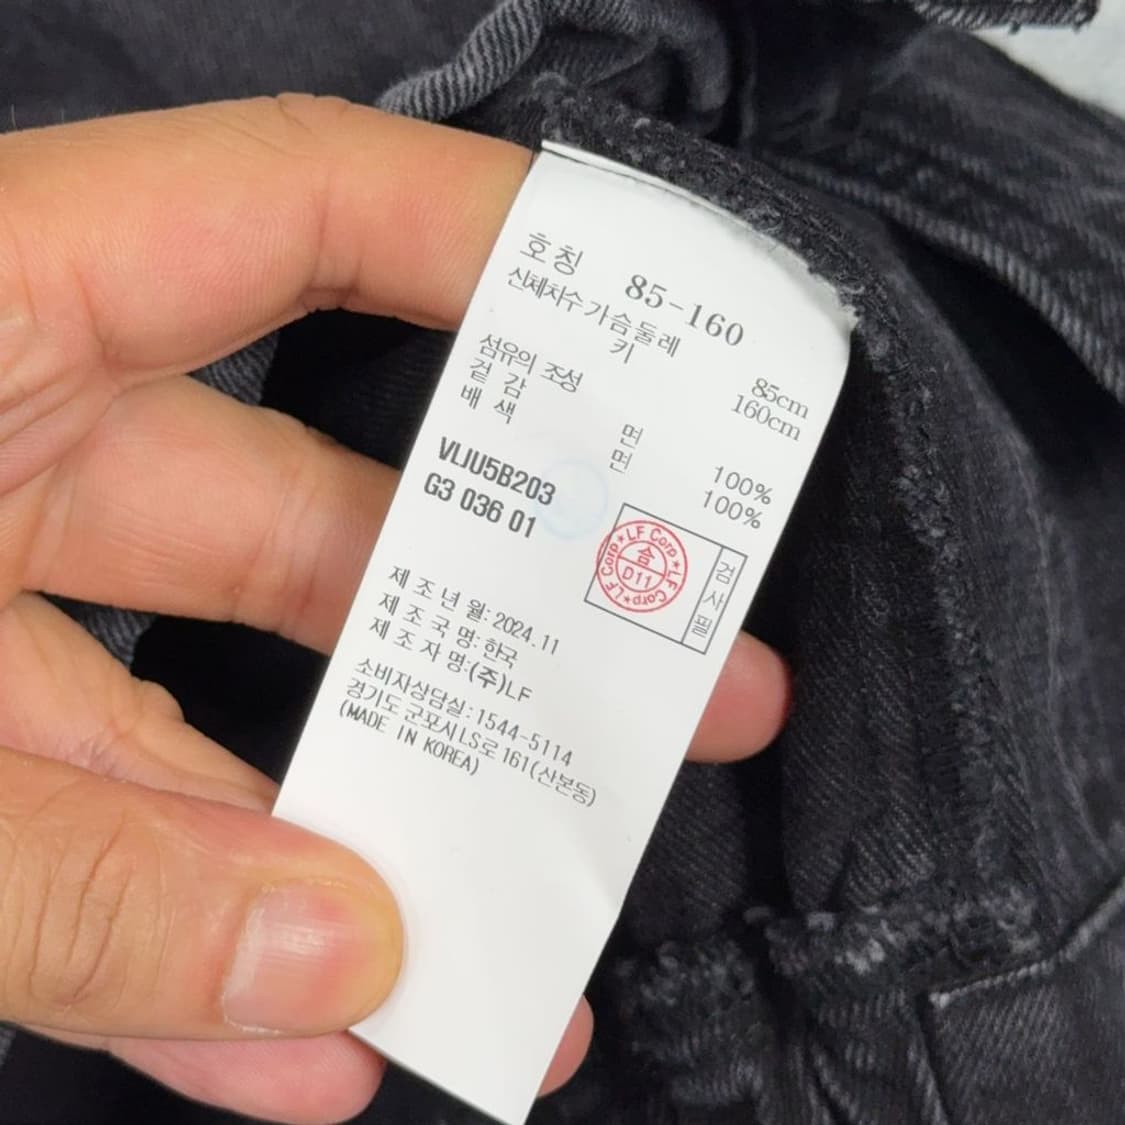 호칭 85-160
신체치수 가슴둘레 85cm
키 160cm
섬유의 조성
겉감 면 100%
배색 면 100%
VLJU5B203
G3 036 01
LF Corp★LF Corp★LF Corp★
합
D11
검사필
제조년월: 2024.11
제조국명: 한국
제조자명:(주)LF
소비자상담실:1544-5114
경기도 군포시 LS로 161(산본동)
(MADE IN KOREA)